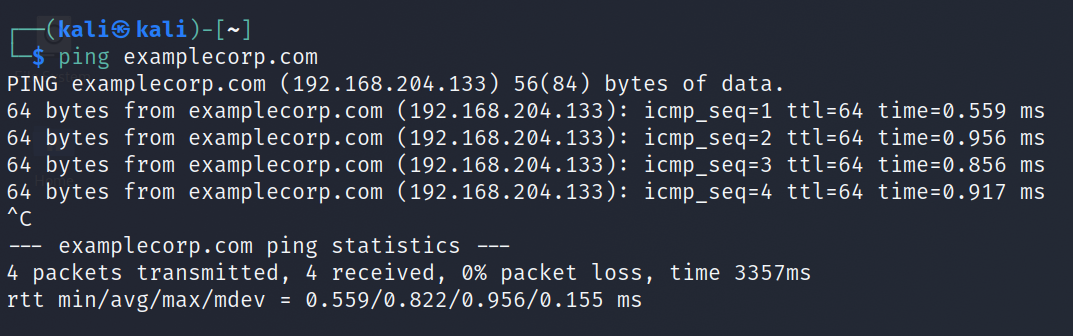 ┌──(kali㉿kali)-[~]
└─$ ping examplecorp.com
PING examplecorp.com (192.168.204.133) 56(84) bytes of data.
64 bytes from examplecorp.com (192.168.204.133): icmp_seq=1 ttl=64 time=0.559 ms
64 bytes from examplecorp.com (192.168.204.133): icmp_seq=2 ttl=64 time=0.956 ms
64 bytes from examplecorp.com (192.168.204.133): icmp_seq=3 ttl=64 time=0.856 ms
64 bytes from examplecorp.com (192.168.204.133): icmp_seq=4 ttl=64 time=0.917 ms
^C
--- examplecorp.com ping statistics ---
4 packets transmitted, 4 received, 0% packet loss, time 3357ms
rtt min/avg/max/mdev = 0.559/0.822/0.956/0.155 ms